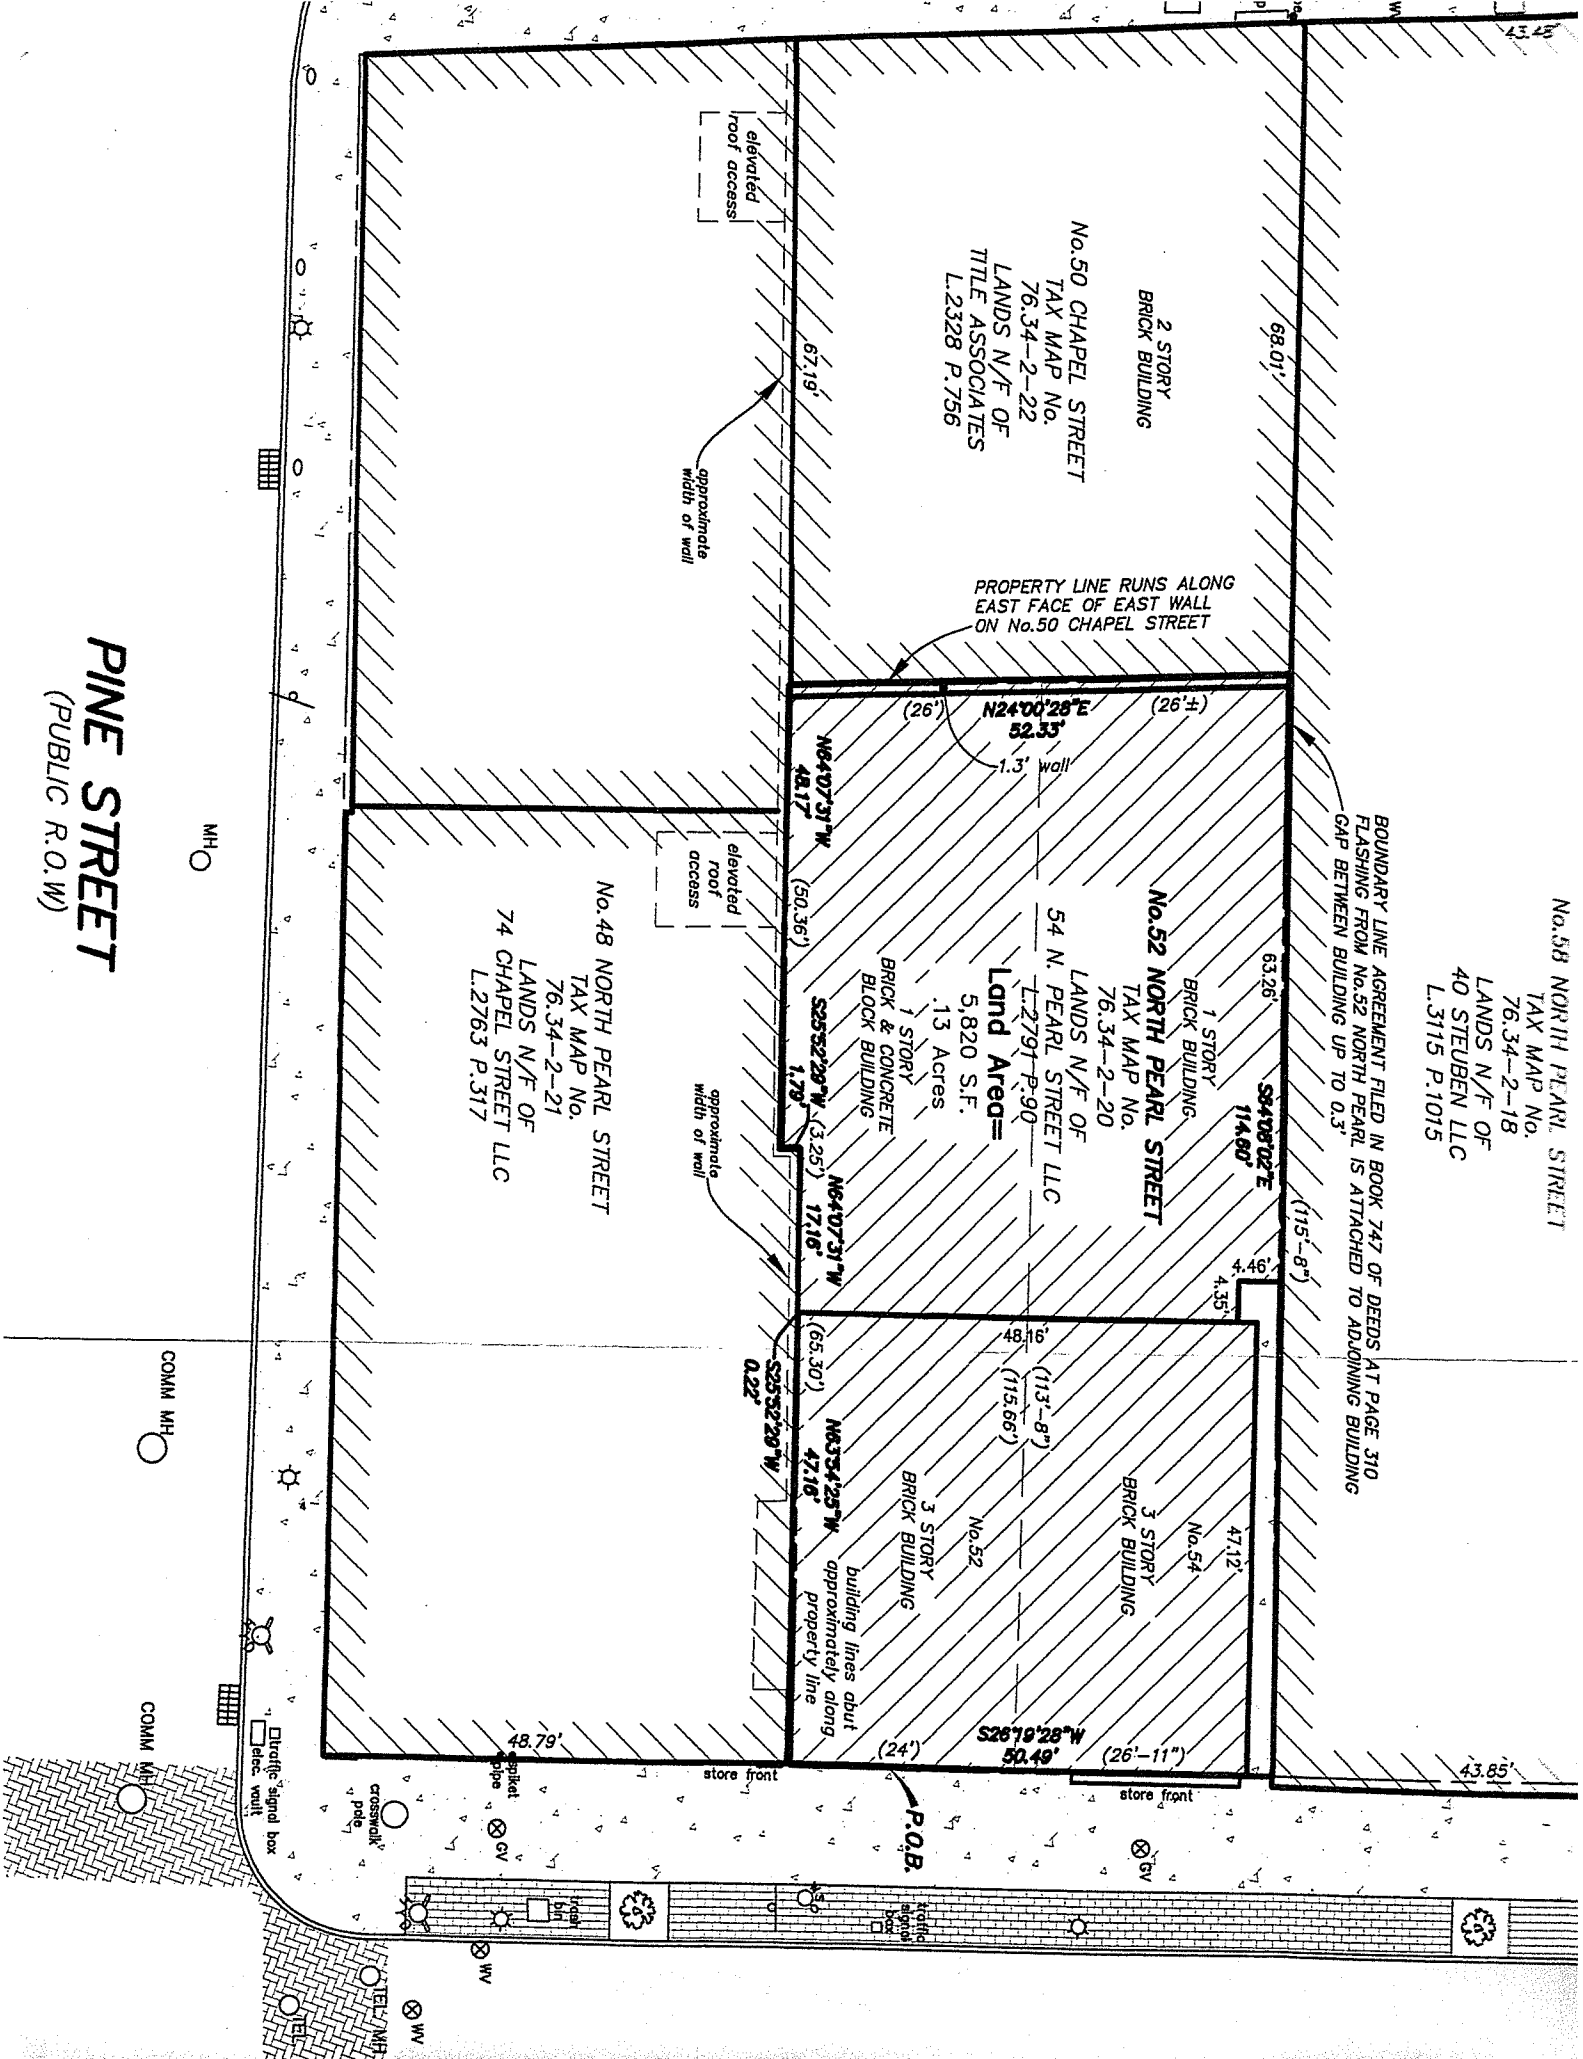 No.58 NORTH PEARL STREET
TAX MAP No.
76.34-2-18
LANDS N/F OF
40 STEUBEN LLC
L.3115 P.1015
43.48'
43.85'
BOUNDARY LINE AGREEMENT FILED IN BOOK 747 OF DEEDS AT PAGE 310
FLASHING FROM No.52 NORTH PEARL IS ATTACHED TO ADJOINING BUILDING
GAP BETWEEN BUILDING UP TO 0.3'
68.01'
2 STORY
BRICK BUILDING
No.50 CHAPEL STREET
TAX MAP No.
76.34-2-22
LANDS N/F OF
TITLE ASSOCIATES
L.2328 P.756
67.19'
PROPERTY LINE RUNS ALONG
EAST FACE OF EAST WALL
ON No.50 CHAPEL STREET
(26')
N24°00'28"E
52.33'
(26'±)
1.3' wall
63.26'
S64°08'02"E
114.60'
(115'-8")
4.46'
4.35'
1 STORY
BRICK BUILDING
No.52 NORTH PEARL STREET
TAX MAP No.
76.34-2-20
LANDS N/F OF
54 N. PEARL STREET LLC
L.2791 P.90
Land Area=
5,820 S.F.
.13 Acres
1 STORY
BRICK & CONCRETE
BLOCK BUILDING
N64°07'31"W
48.17'
(50.36')
S25°52'29"W
1.79'
(3.25')
N64°07'31"W
17.16'
48.16'
(113'-8")
(115.66')
(65.30')
S25°52'29"W
0.22'
N63°54'25"W
47.16'
47.12'
No.54
3 STORY
BRICK BUILDING
No.52
3 STORY
BRICK BUILDING
building lines abut
approximately along
property line
(24')
S26°19'28"W
50.49'
(26'-11")
store front
store front
P.O.B.
elevated
roof access
approximate
width of wall
elevated
roof
access
approximate
width of wall
No.48 NORTH PEARL STREET
TAX MAP No.
76.34-2-21
LANDS N/F OF
74 CHAPEL STREET LLC
L.2763 P.317
48.79'
spiket
pipe
crosswalk
pole
GV
GV
trash
bin
traffic
signal
box
WV
WV
WV
TEL. MH
TEL
traffic signal box
elec. vault
MH
COMM MH
COMM MH
PINE STREET
(PUBLIC R.O.W)